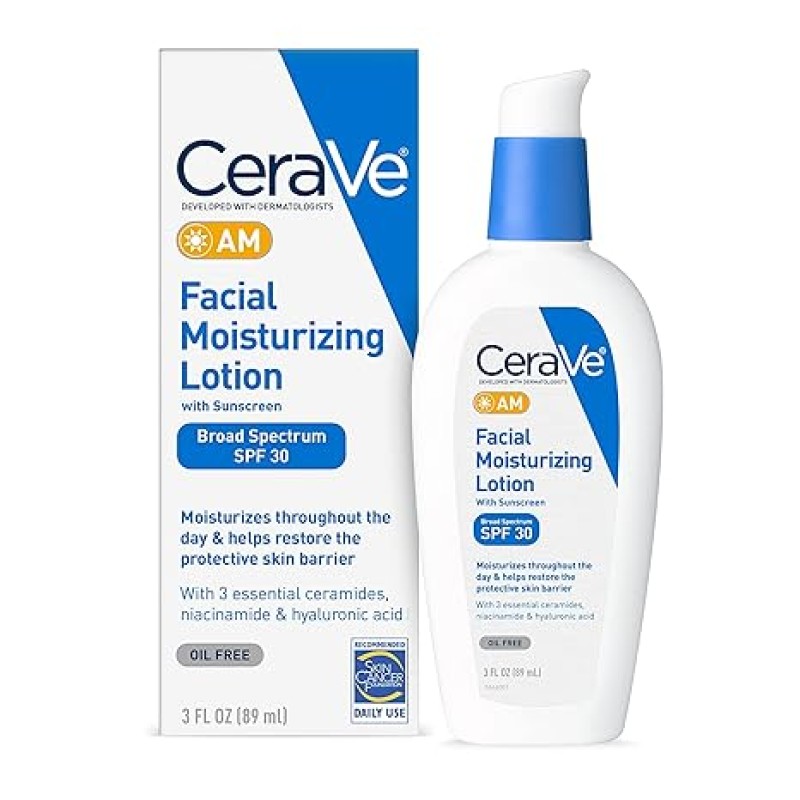 CeraVe®
DEVELOPED WITH DERMATOLOGISTS
AM
Facial
Moisturizing
Lotion
with Sunscreen
Broad Spectrum
SPF 30
Moisturizes throughout the
day & helps restore the
protective skin barrier
With 3 essential ceramides,
niacinamide & hyaluronic acid
OIL FREE
RECOMMENDED
SKIN
CANCER
FOUNDATION
DAILY USE
3 FL OZ (89 ml)
CeraVe®
DEVELOPED WITH DERMATOLOGISTS
AM
Facial
Moisturizing
Lotion
With Sunscreen
Broad Spectrum
SPF 30
Moisturizes throughout the
day & helps restore the
protective skin barrier
With 3 essential ceramides,
niacinamide & hyaluronic acid
OIL FREE
3 FL OZ (89 mL)